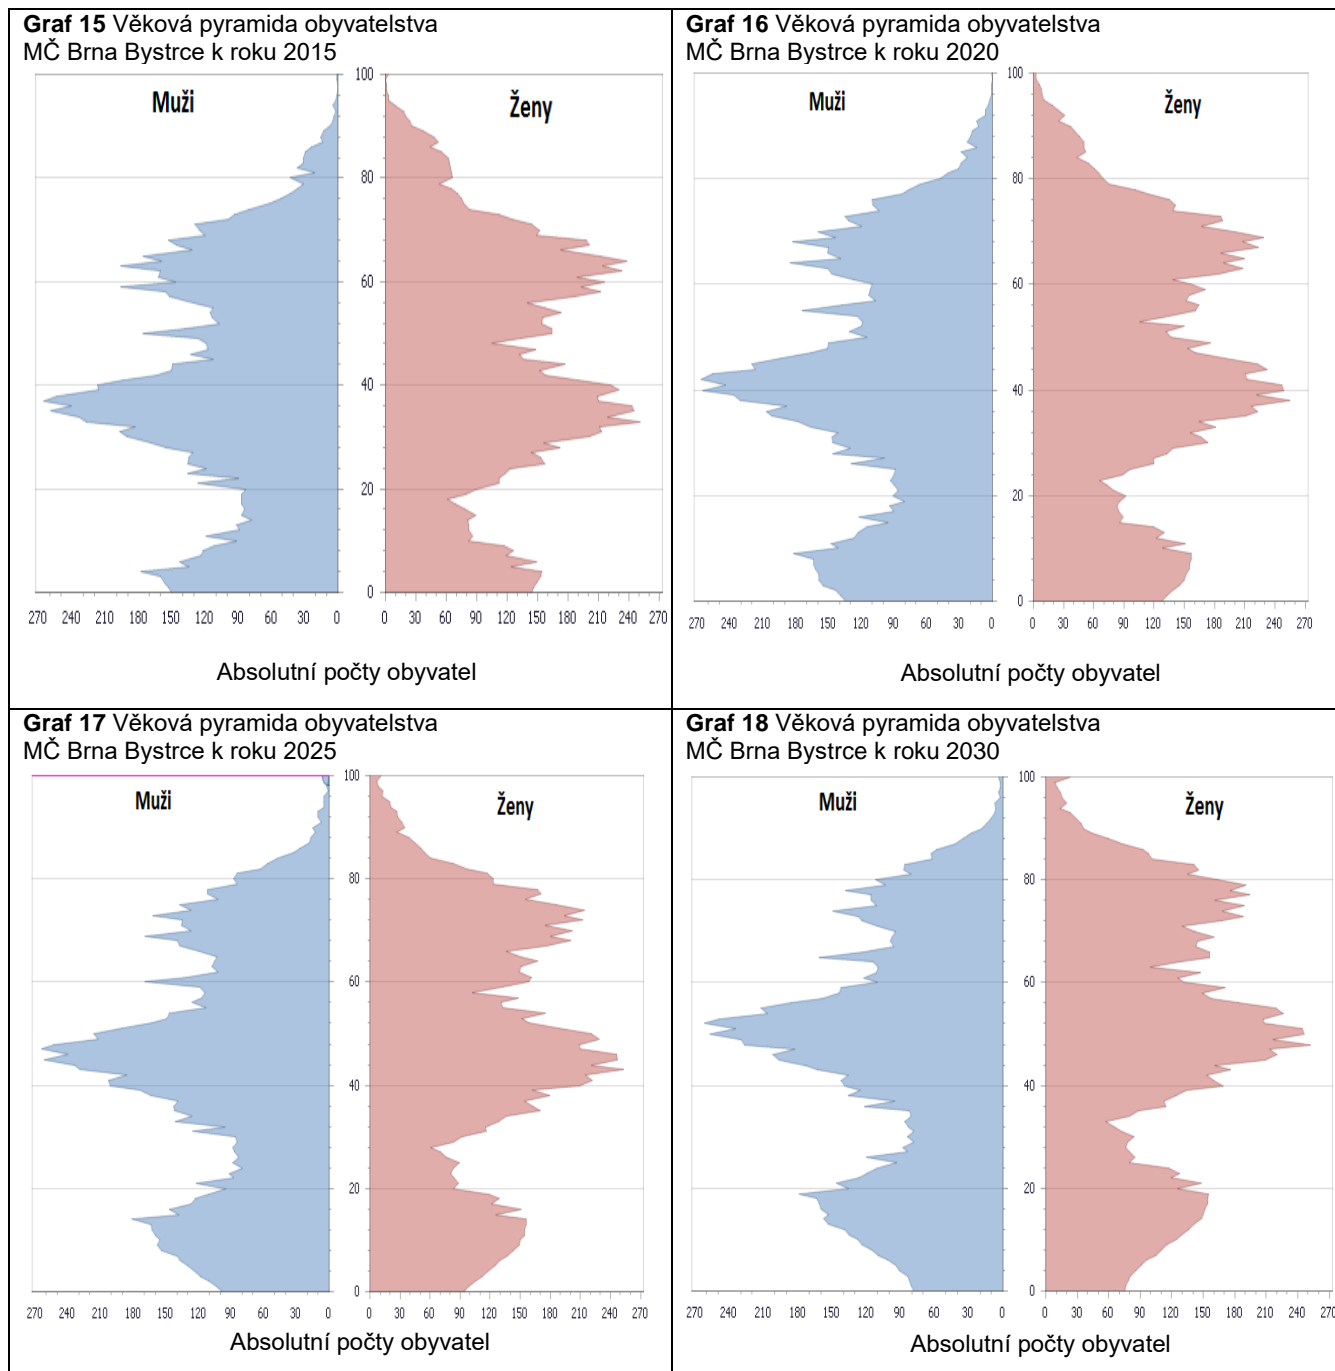 Graf 15 Věková pyramida obyvatelstva
MČ Brna Bystrce k roku 2015
Muži
Ženy
100
80
60
40
20
0
270 240 210 180 150 120 90 60 30 0
0 30 60 90 120 150 180 210 240 270
Absolutní počty obyvatel
Graf 16 Věková pyramida obyvatelstva
MČ Brna Bystrce k roku 2020
Muži
Ženy
100
80
60
40
20
0
270 240 210 180 150 120 90 60 30 0
0 30 60 90 120 150 180 210 240 270
Absolutní počty obyvatel
Graf 17 Věková pyramida obyvatelstva
MČ Brna Bystrce k roku 2025
Muži
Ženy
100
80
60
40
20
0
270 240 210 180 150 120 90 60 30 0
0 30 60 90 120 150 180 210 240 270
Absolutní počty obyvatel
Graf 18 Věková pyramida obyvatelstva
MČ Brna Bystrce k roku 2030
Muži
Ženy
100
80
60
40
20
0
270 240 210 180 150 120 90 60 30 0
0 30 60 90 120 150 180 210 240 270
Absolutní počty obyvatel